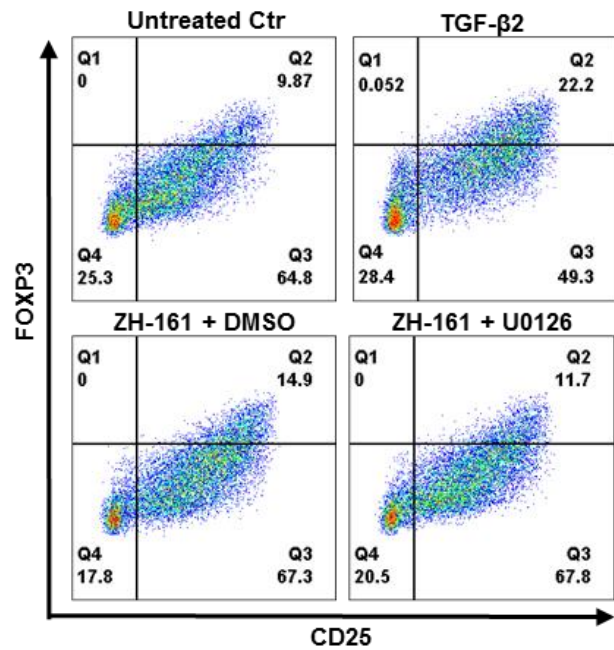 Untreated Ctr
TGF-β2
Q1
0
Q2
9.87
Q4
25.3
Q3
64.8
Q1
0.052
Q2
22.2
Q4
28.4
Q3
49.3
ZH-161 + DMSO
ZH-161 + U0126
Q1
0
Q2
14.9
Q4
17.8
Q3
67.3
Q1
0
Q2
11.7
Q4
20.5
Q3
67.8
FOXP3
CD25